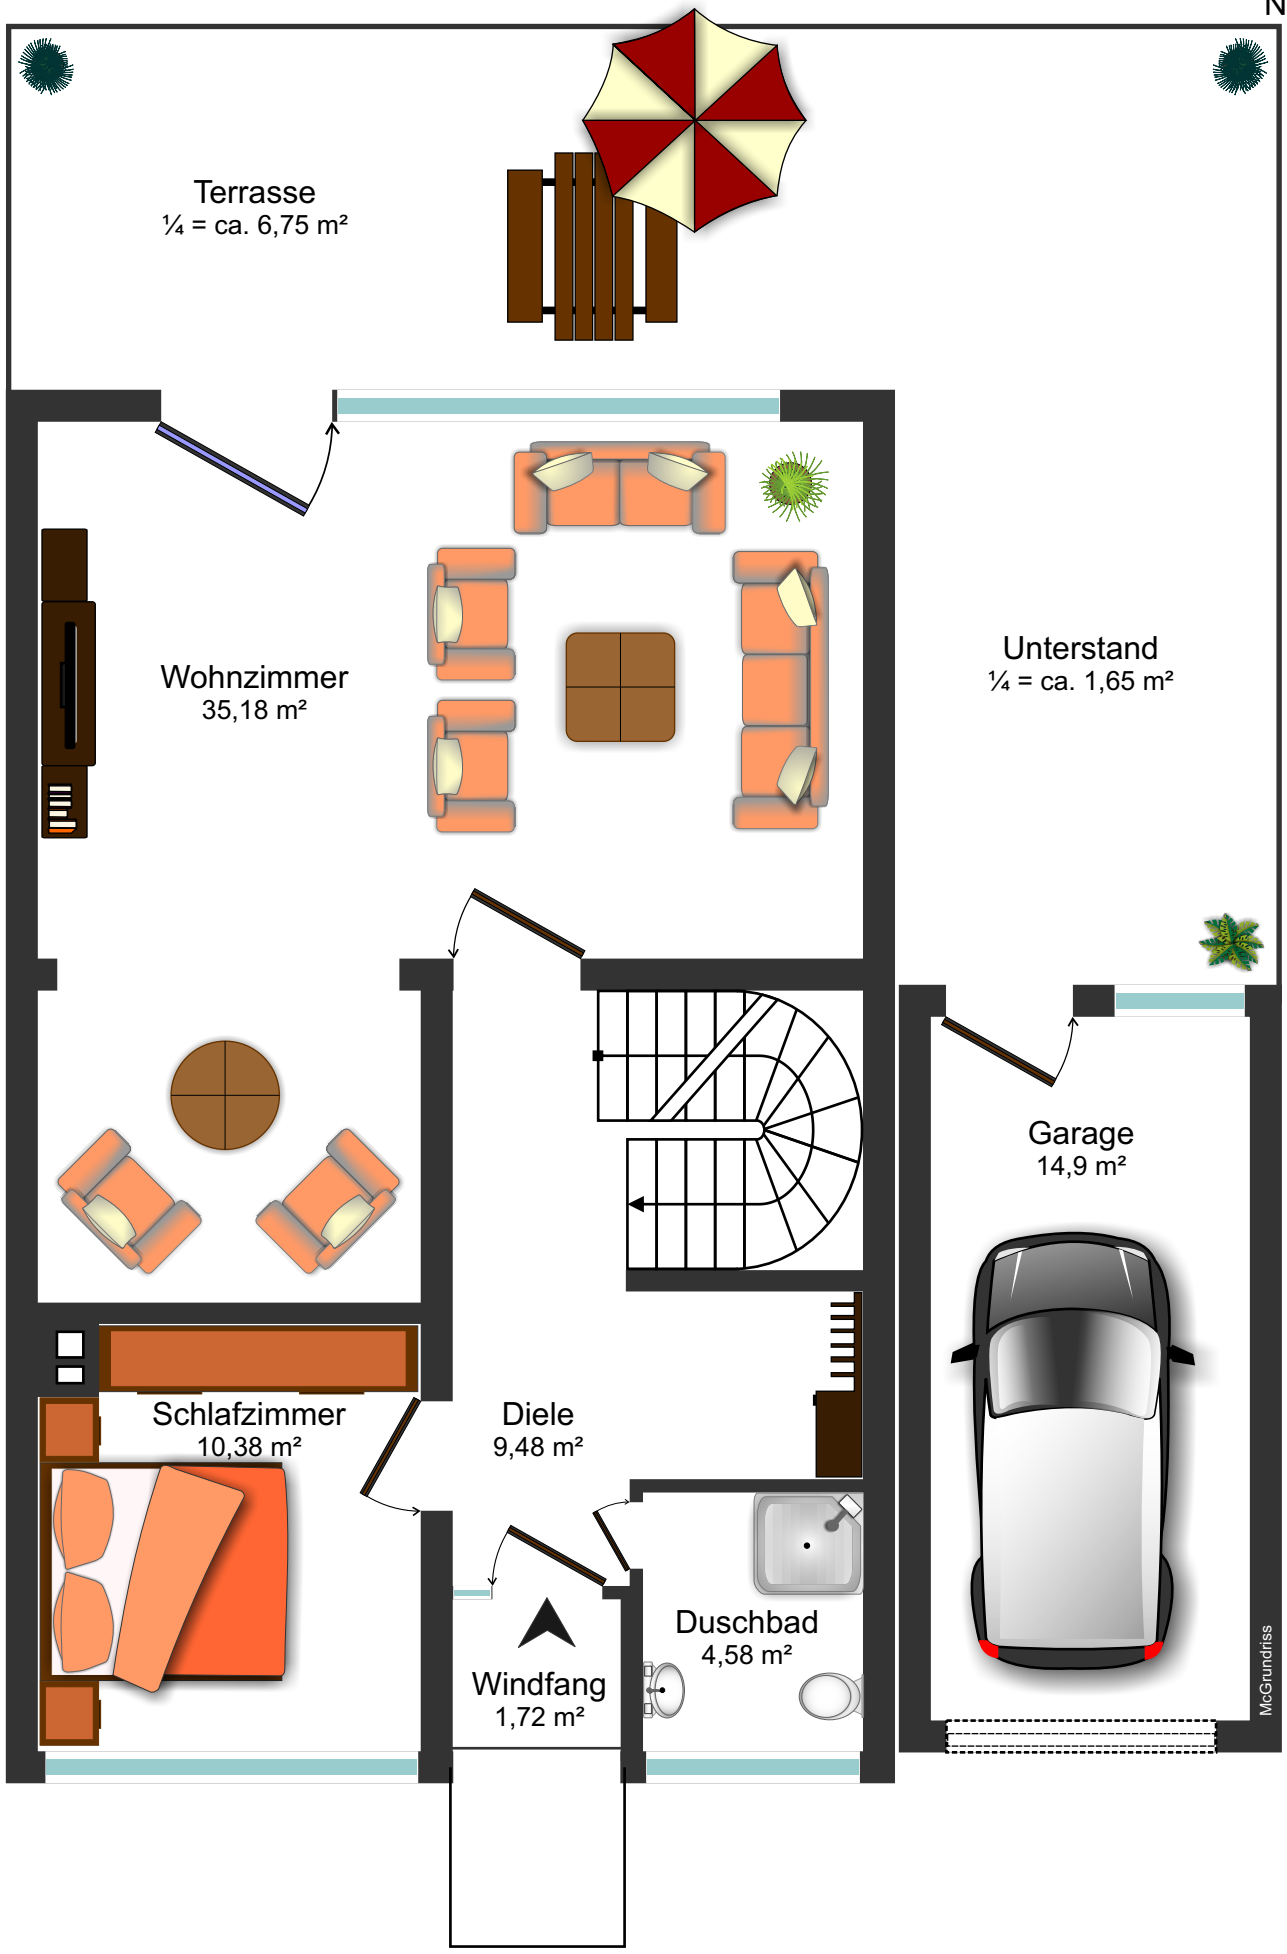 N
Terrasse
¼ = ca. 6,75 m²
Wohnzimmer
35,18 m²
Unterstand
¼ = ca. 1,65 m²
Garage
14,9 m²
Schlafzimmer
10,38 m²
Diele
9,48 m²
Duschbad
4,58 m²
Windfang
1,72 m²
McGrundriss